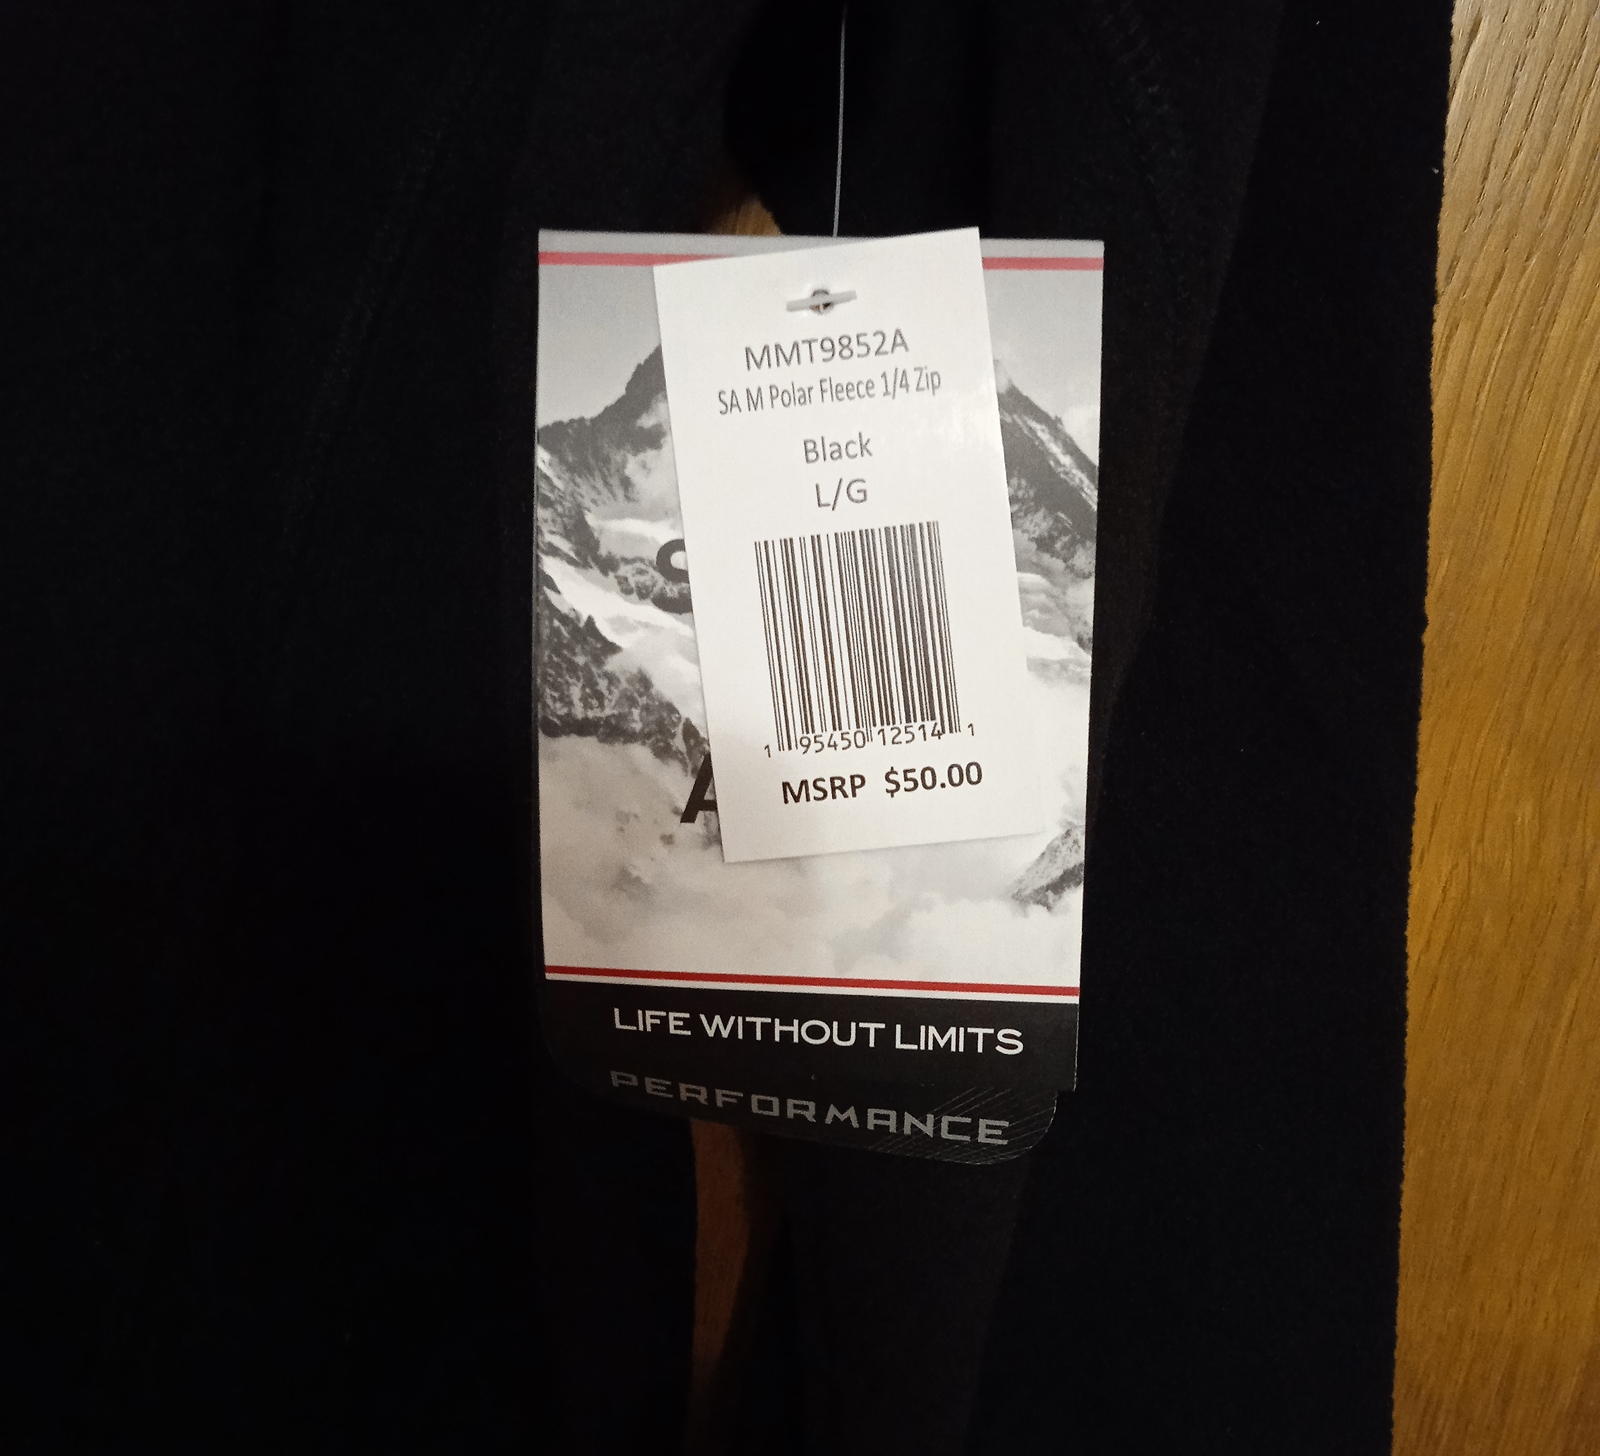 MMT9852A
SA M Polar Fleece 1/4 Zip
Black
L/G
1 95450 12514 1
MSRP $50.00
LIFE WITHOUT LIMITS
PERFORMANCE